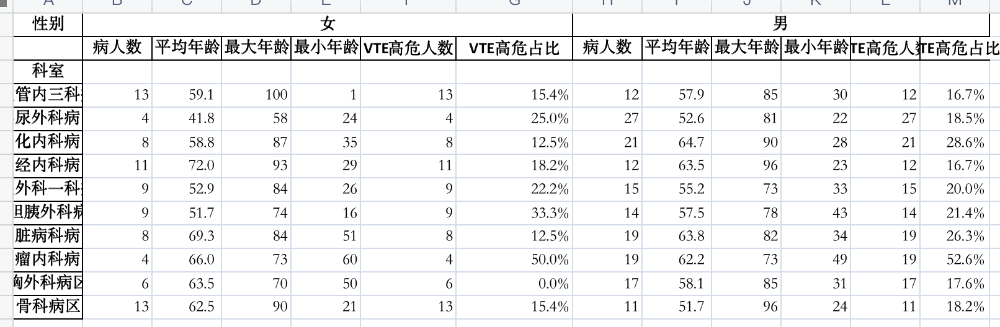 A B C D E F G H I J K L M
性别 女 男
病人数 平均年龄 最大年龄 最小年龄 VTE高危人数 VTE高危占比 病人数 平均年龄 最大年龄 最小年龄 TE高危人数 TE高危占比
科室
管内三科 13 59.1 100 1 13 15.4% 12 57.9 85 30 12 16.7%
尿外科病 4 41.8 58 24 4 25.0% 27 52.6 81 22 27 18.5%
化内科病 8 58.8 87 35 8 12.5% 21 64.7 90 28 21 28.6%
经内科病 11 72.0 93 29 11 18.2% 12 63.5 96 23 12 16.7%
外科一科 9 52.9 84 26 9 22.2% 15 55.2 73 33 15 20.0%
胆胰外科病 9 51.7 74 16 9 33.3% 14 57.5 78 43 14 21.4%
脏病科病 8 69.3 84 51 8 12.5% 19 63.8 82 34 19 26.3%
瘤内科病 4 66.0 73 60 4 50.0% 19 62.2 73 49 19 52.6%
胸外科病区 6 63.5 70 50 6 0.0% 17 58.1 85 31 17 17.6%
骨科病区 13 62.5 90 21 13 15.4% 11 51.7 96 24 11 18.2%